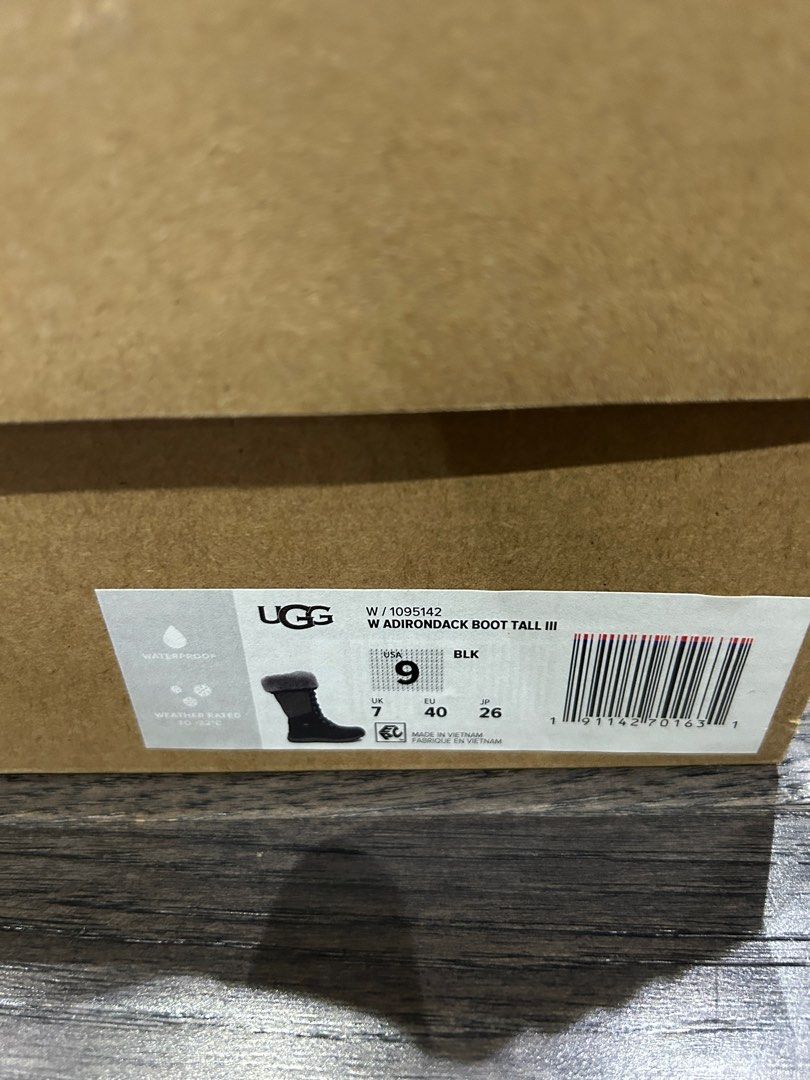 WATERPROOF
WEATHER RATED
UGG
W / 1095142
W ADIRONDACK BOOT TALL III
USA
9
BLK
UK EU JP
7 40 26
MADE IN VIETNAM
FABRIQUE EN VIETNAM
1 91142 70163 1